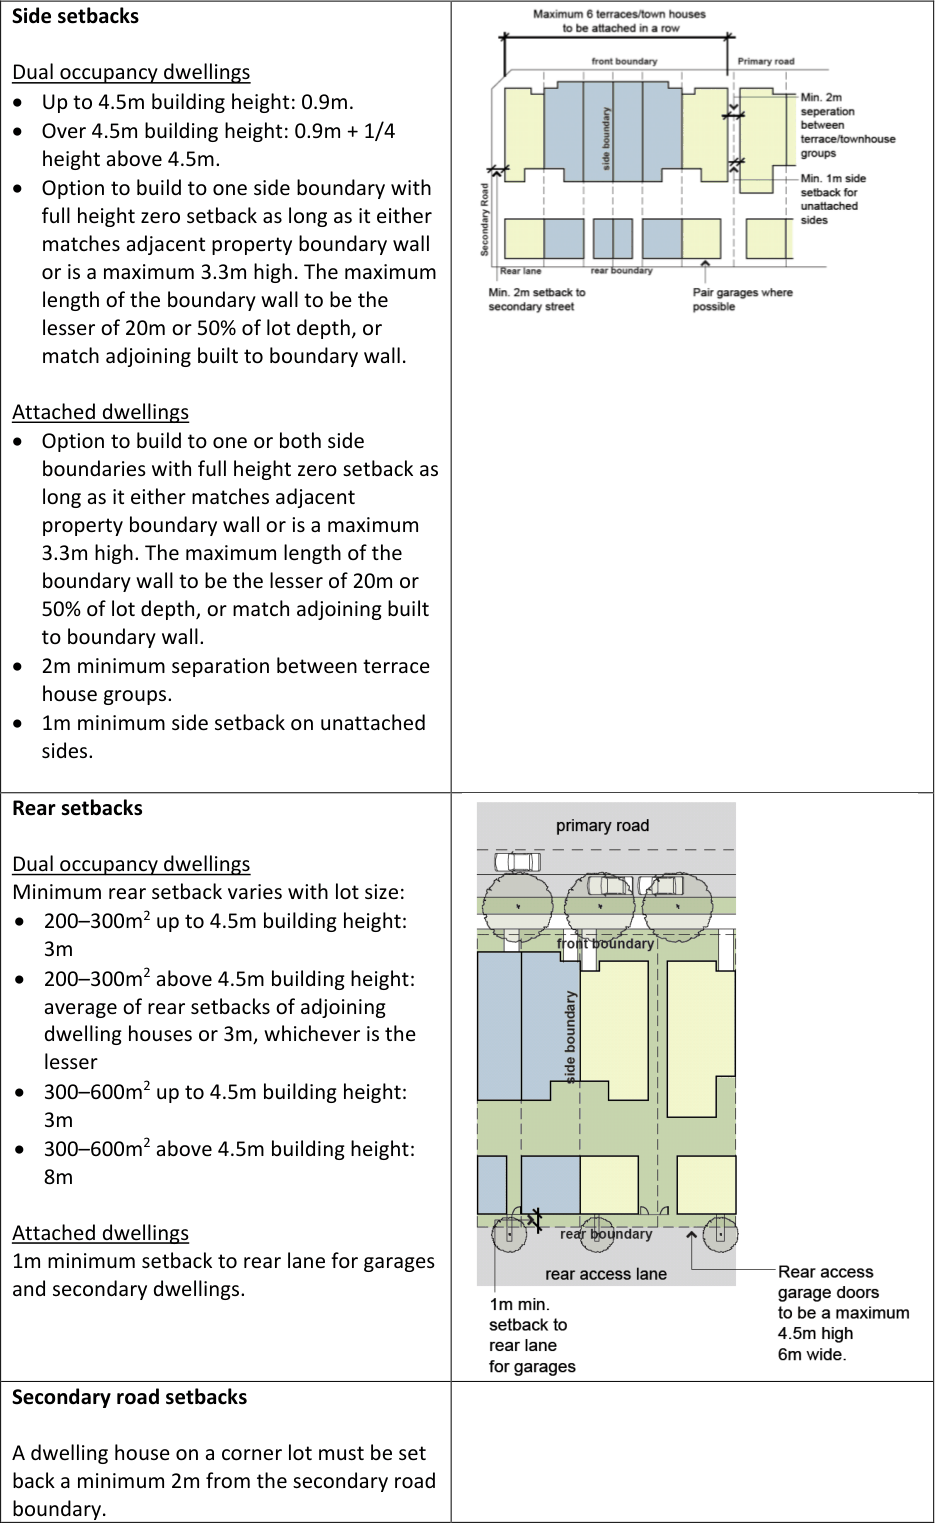 Side setbacks
Dual occupancy dwellings
• Up to 4.5m building height: 0.9m.
• Over 4.5m building height: 0.9m + 1/4
height above 4.5m.
• Option to build to one side boundary with
full height zero setback as long as it either
matches adjacent property boundary wall
or is a maximum 3.3m high. The maximum
length of the boundary wall to be the
lesser of 20m or 50% of lot depth, or
match adjoining built to boundary wall.
Attached dwellings
• Option to build to one or both side
boundaries with full height zero setback as
long as it either matches adjacent
property boundary wall or is a maximum
3.3m high. The maximum length of the
boundary wall to be the lesser of 20m or
50% of lot depth, or match adjoining built
to boundary wall.
• 2m minimum separation between terrace
house groups.
• 1m minimum side setback on unattached
sides.
Maximum 6 terraces/town houses
to be attached in a row
front boundary
Primary road
side boundary
Secondary Road
Min. 2m
seperation
between
terrace/townhouse
groups
Min. 1m side
setback for
unattached
sides
Rear lane
rear boundary
Min. 2m setback to
secondary street
Pair garages where
possible
Rear setbacks
Dual occupancy dwellings
Minimum rear setback varies with lot size:
• 200–300m² up to 4.5m building height:
3m
• 200–300m² above 4.5m building height:
average of rear setbacks of adjoining
dwelling houses or 3m, whichever is the
lesser
• 300–600m² up to 4.5m building height:
3m
• 300–600m² above 4.5m building height:
8m
Attached dwellings
1m minimum setback to rear lane for garages
and secondary dwellings.
primary road
front boundary
side boundary
rear boundary
rear access lane
1m min.
setback to
rear lane
for garages
Rear access
garage doors
to be a maximum
4.5m high
6m wide.
Secondary road setbacks
A dwelling house on a corner lot must be set
back a minimum 2m from the secondary road
boundary.